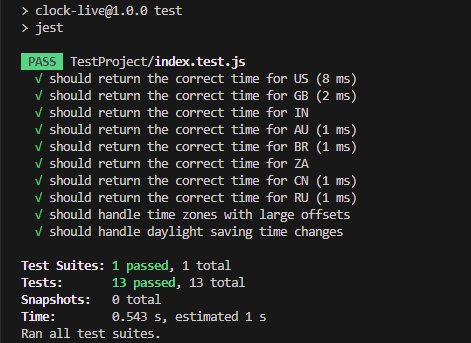 > clock-live@1.0.0 test
> jest
PASS TestProject/index.test.js
√ should return the correct time for US (8 ms)
√ should return the correct time for GB (2 ms)
√ should return the correct time for IN
√ should return the correct time for AU (1 ms)
√ should return the correct time for BR (1 ms)
√ should return the correct time for ZA
√ should return the correct time for CN (1 ms)
√ should return the correct time for RU (1 ms)
√ should handle time zones with large offsets
√ should handle daylight saving time changes
Test Suites: 1 passed, 1 total
Tests: 13 passed, 13 total
Snapshots: 0 total
Time: 0.543 s, estimated 1 s
Ran all test suites.